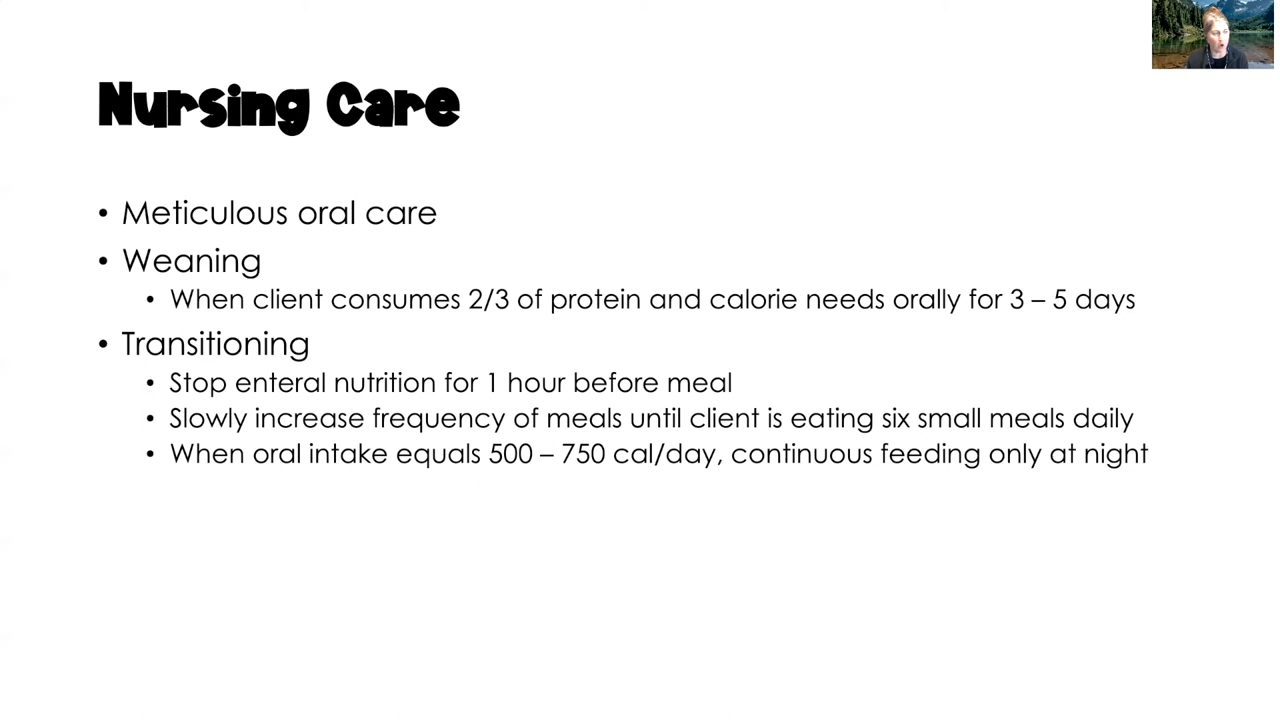 Nursing Care
• Meticulous oral care
• Weaning
• When client consumes 2/3 of protein and calorie needs orally for 3 – 5 days
• Transitioning
• Stop enteral nutrition for 1 hour before meal
• Slowly increase frequency of meals until client is eating six small meals daily
• When oral intake equals 500 – 750 cal/day, continuous feeding only at night